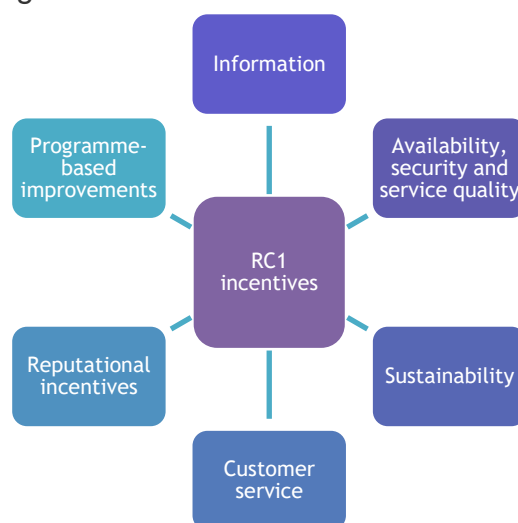 Information
Programme-
based
improvements
Availability,
security and
service quality
RC1
incentives
Reputational
incentives
Sustainability
Customer
service